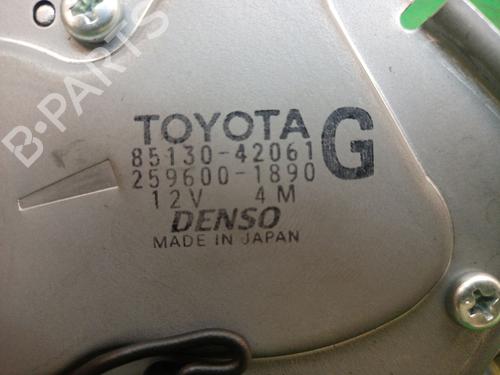 TOYOTA G
85130-42061
259600-1890
12V 4M
DENSO
MADE IN JAPAN
B-PARTS